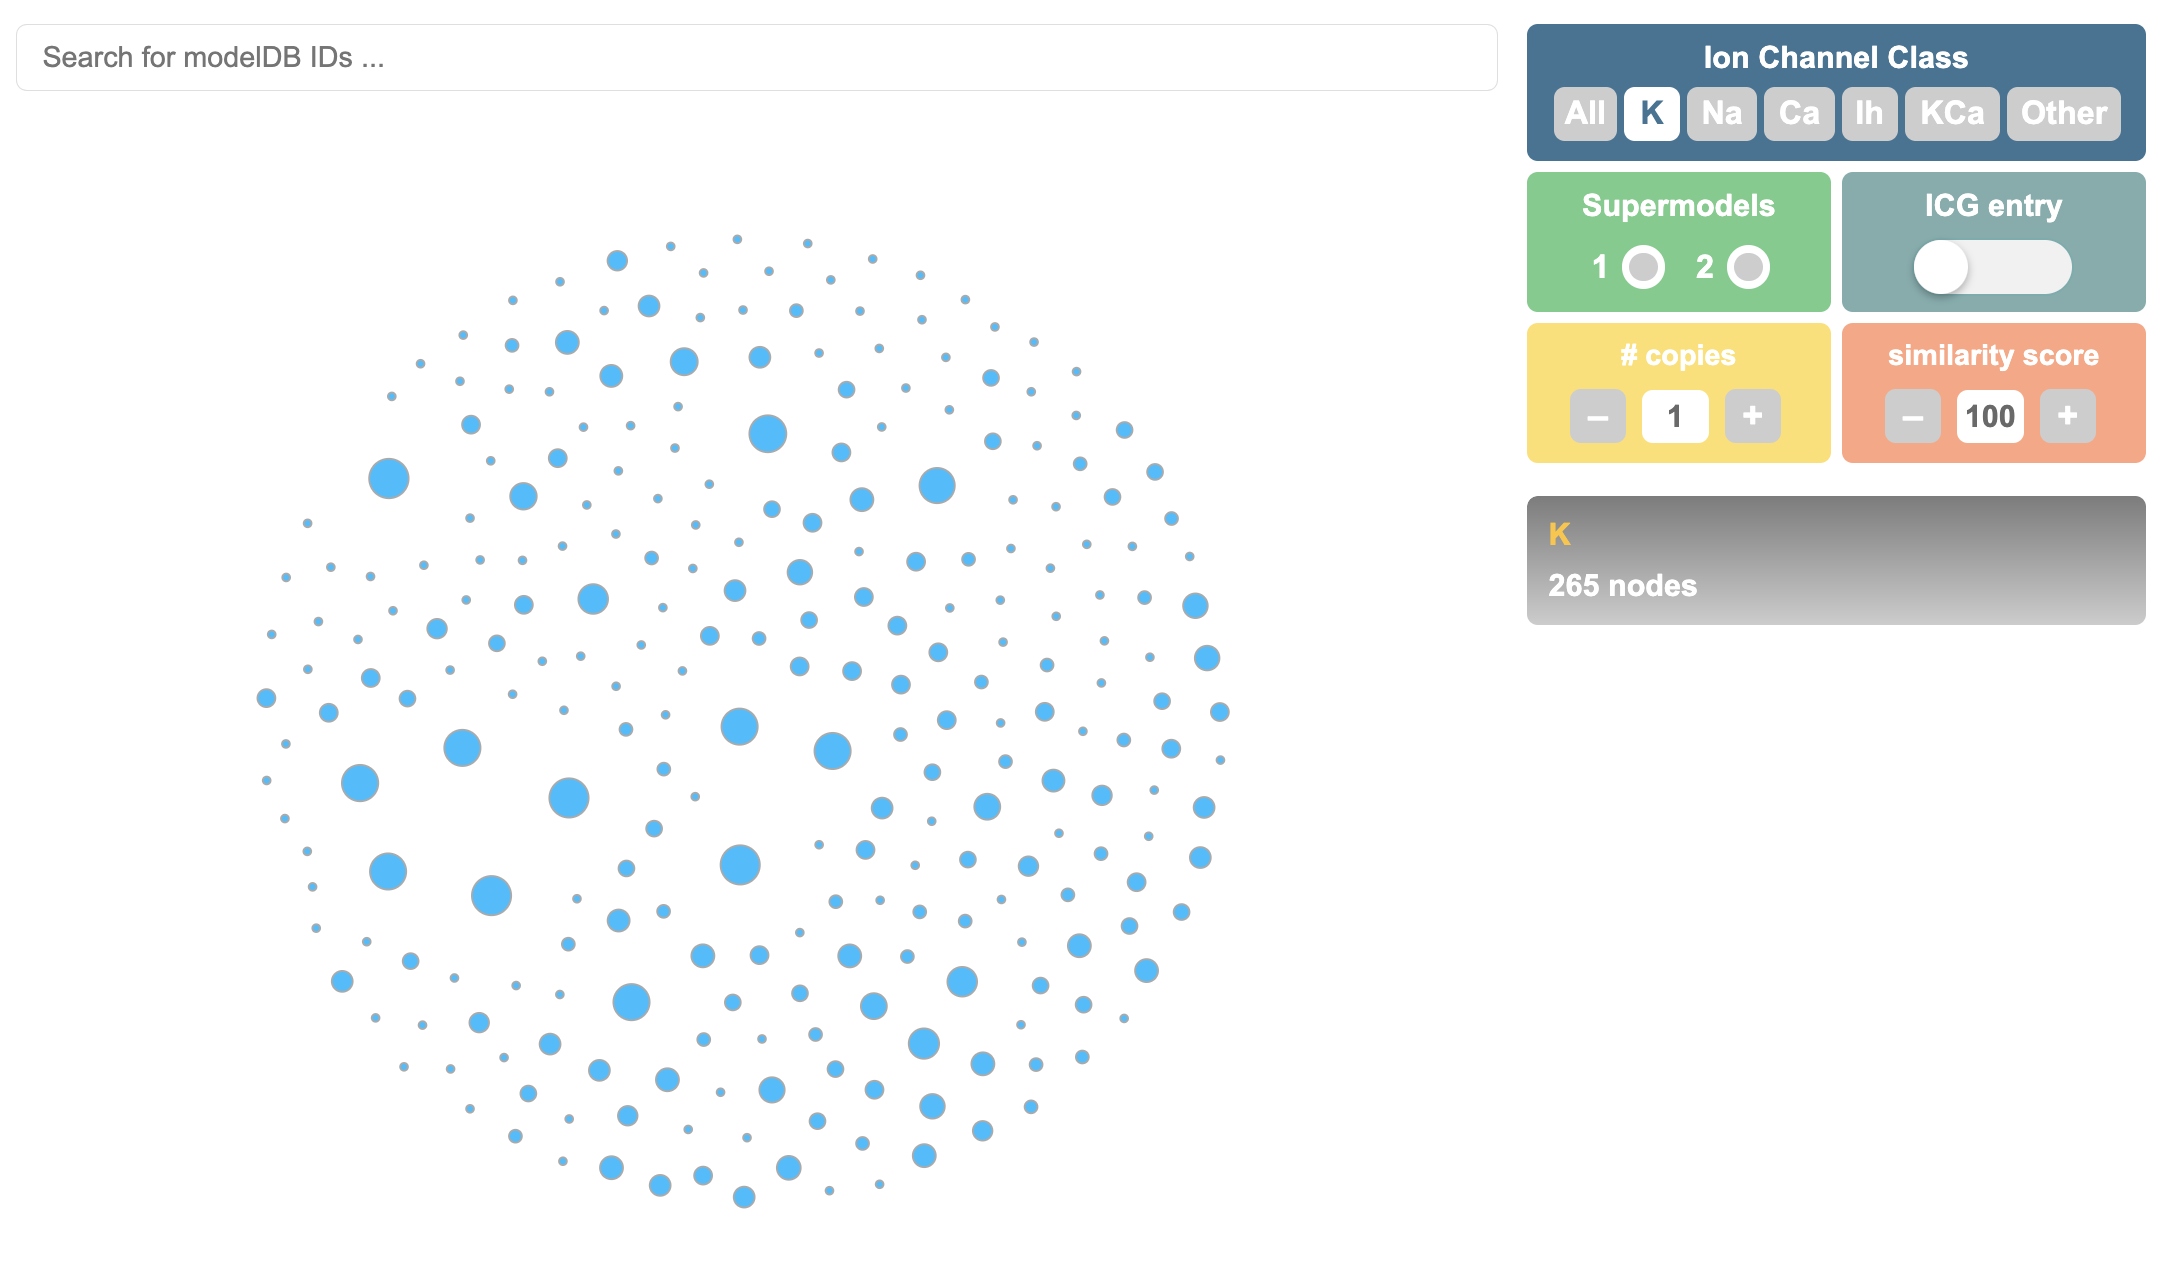 Search for modelDB IDs ...
Ion Channel Class
All K Na Ca Ih KCa Other
Supermodels
1 2
ICG entry
# copies
– 1 +
similarity score
– 100 +
K
265 nodes